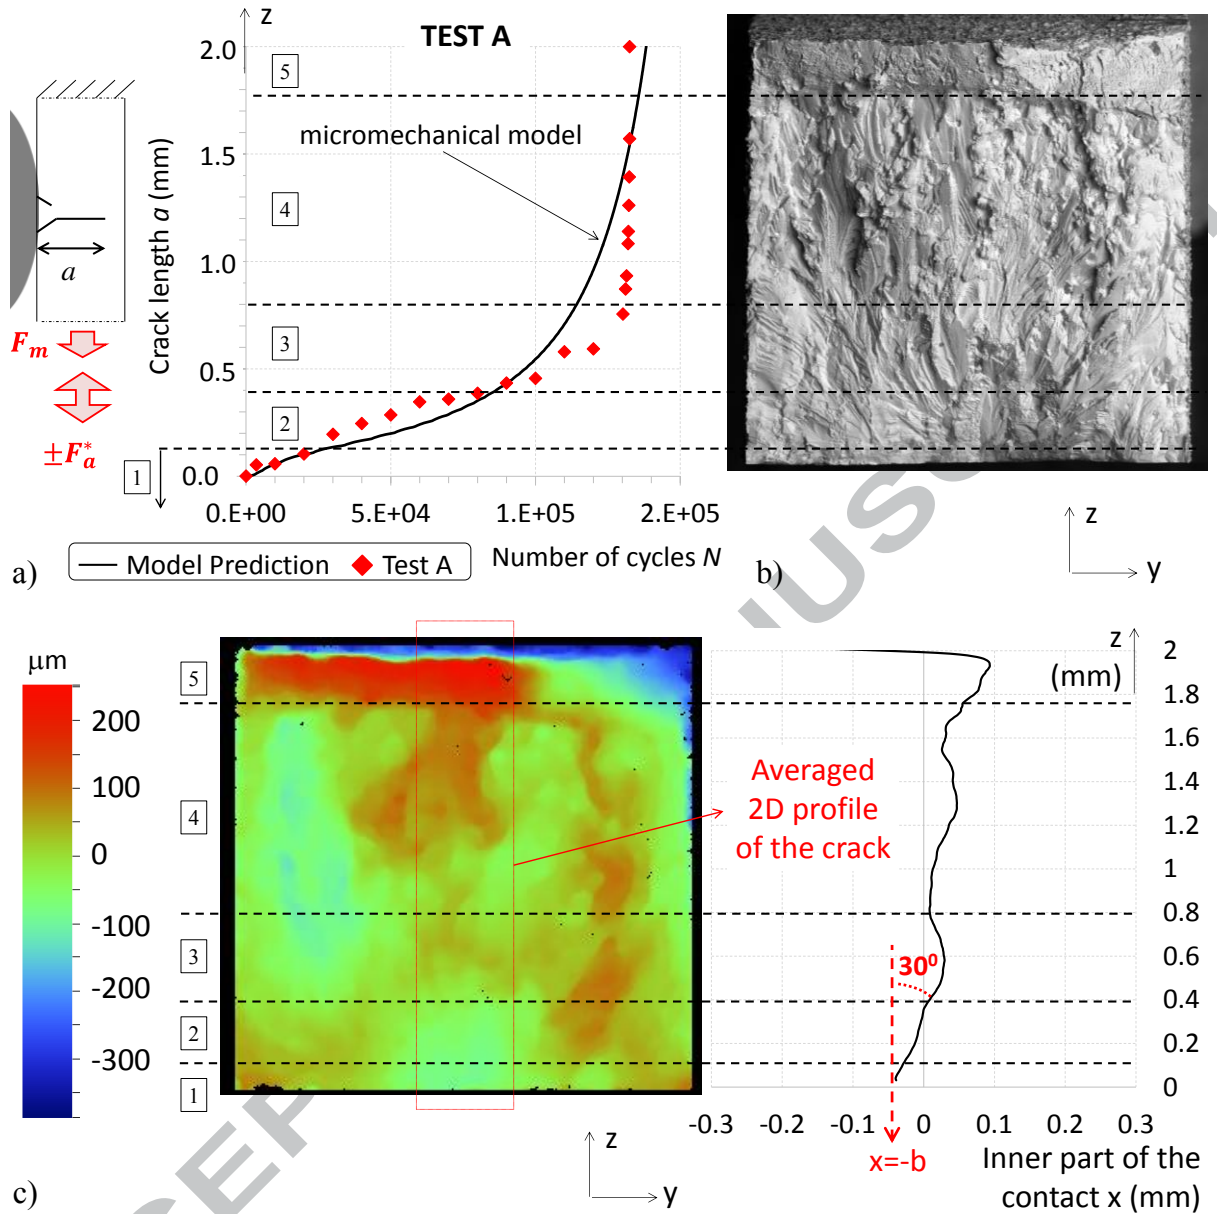 z
TEST A
2.0
1.5
1.0
0.5
0.0
Crack length a (mm)
5
4
3
2
1
micromechanical model
a
F_m
±F_a^*
0.E+00
5.E+04
1.E+05
2.E+05
Number of cycles N
Model Prediction
Test A
a)
b)
z
y
μm
200
100
0
-100
-200
-300
5
4
3
2
1
Averaged
2D profile
of the crack
z
(mm)
2
1.8
1.6
1.4
1.2
1
0.8
0.6
0.4
0.2
0
30⁰
-0.3
-0.2
-0.1
0
0.1
0.2
0.3
x=-b
Inner part of the
contact x (mm)
z
y
c)